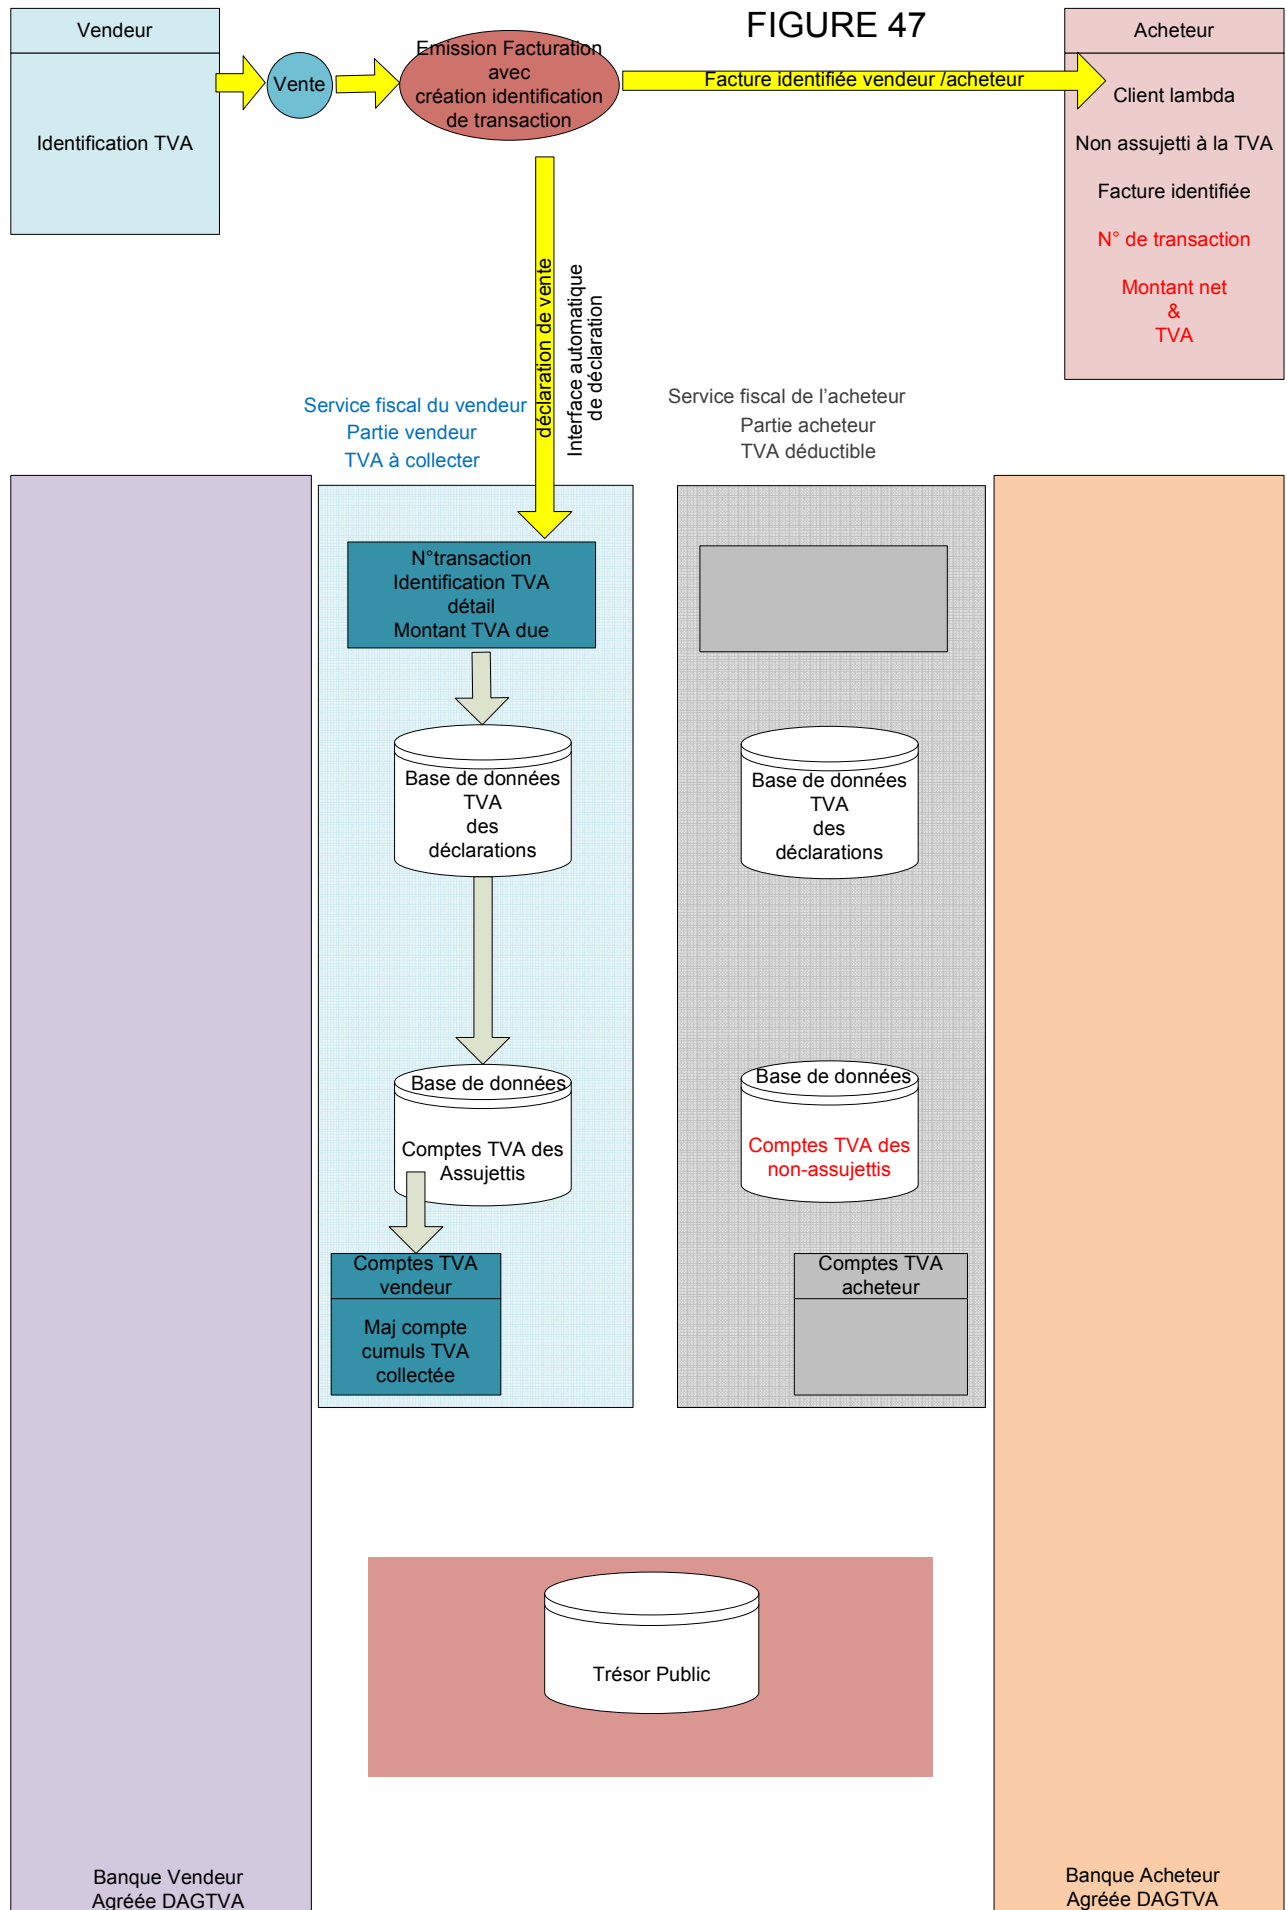 FIGURE 47
Vendeur
Identification TVA
Vente
Emission Facturation
avec
création identification
de transaction
Facture identifiée vendeur /acheteur
Acheteur
Client lambda
Non assujetti à la TVA
Facture identifiée
N° de transaction
Montant net
&
TVA
déclaration de vente
Interface automatique
de déclaration
Service fiscal du vendeur
Partie vendeur
TVA à collecter
Service fiscal de l’acheteur
Partie acheteur
TVA déductible
N°transaction
Identification TVA
détail
Montant TVA due
Base de données
TVA
des
déclarations
Base de données
TVA
des
déclarations
Base de données
Comptes TVA des
Assujettis
Base de données
Comptes TVA des
non-assujettis
Comptes TVA
vendeur
Maj compte
cumuls TVA
collectée
Comptes TVA
acheteur
Trésor Public
Banque Vendeur
Agréée DAGTVA
Banque Acheteur
Agréée DAGTVA